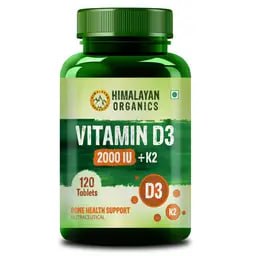 HIMALAYAN
ORGANICS
VITAMIN D3
2000 IU +K2
120
Tablets
D3
BONE HEALTH SUPPORT
K2
NUTRACEUTICAL